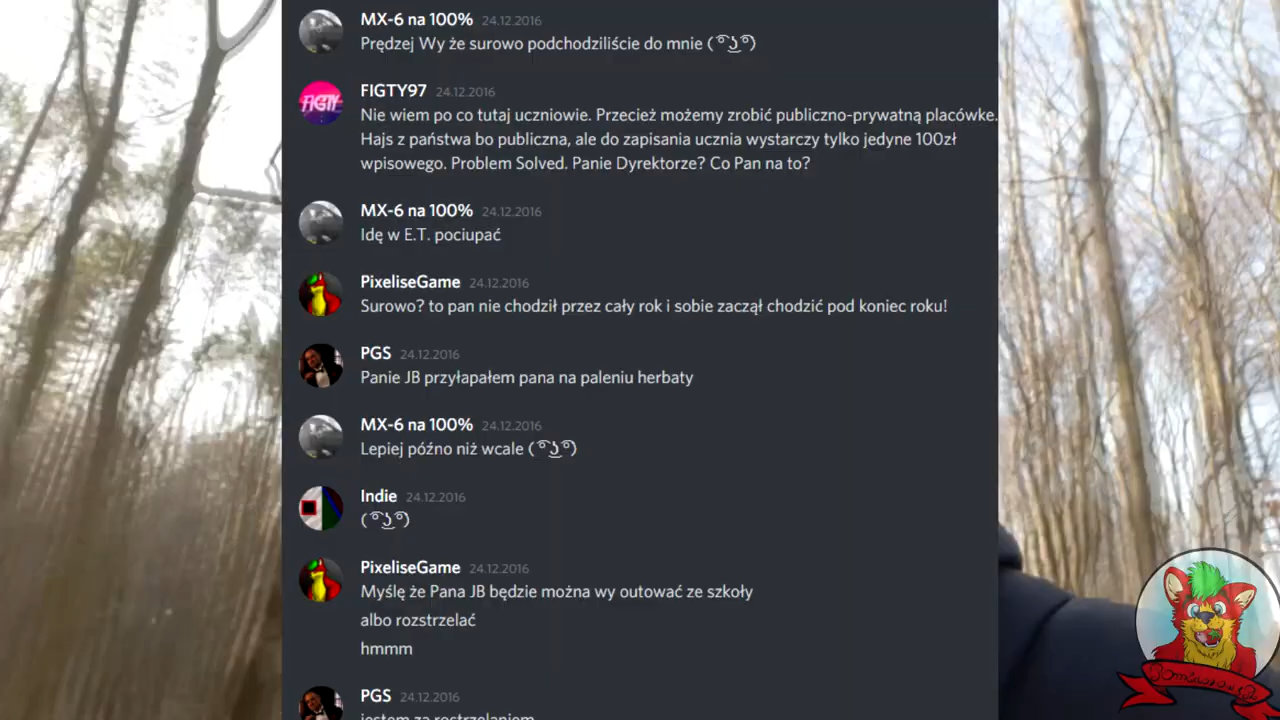 MX-6 na 100% 24.12.2016
Prędzej Wy że surowo podchodziliście do mnie ( ͡° ͜ʖ ͡°)
FIGTY97 24.12.2016
Nie wiem po co tutaj uczniowie. Przecież możemy zrobić publiczno-prywatną placówke.
Hajs z państwa bo publiczna, ale do zapisania ucznia wystarczy tylko jedyne 100zł
wpisowego. Problem Solved. Panie Dyrektorze? Co Pan na to?
MX-6 na 100% 24.12.2016
Idę w E.T. pociupać
PixeliseGame 24.12.2016
Surowo? to pan nie chodził przez cały rok i sobie zaczął chodzić pod koniec roku!
PGS 24.12.2016
Panie JB przyłapałem pana na paleniu herbaty
MX-6 na 100% 24.12.2016
Lepiej późno niż wcale ( ͡° ͜ʖ ͡°)
Indie 24.12.2016
( ͡° ͜ʖ ͡°)
PixeliseGame 24.12.2016
Myślę że Pana JB będzie można wy outować ze szkoły
albo rozstrzelać
hmmm
PGS 24.12.2016
jestem za rostrzelaniem
FIGTY